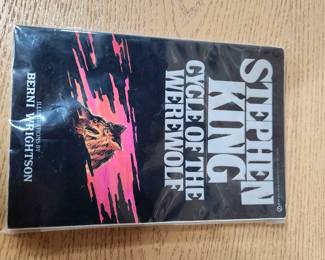 STEPHEN
KING
CYCLE OF THE
WEREWOLF
ILLUSTRATIONS BY
BERNI WRIGHTSON